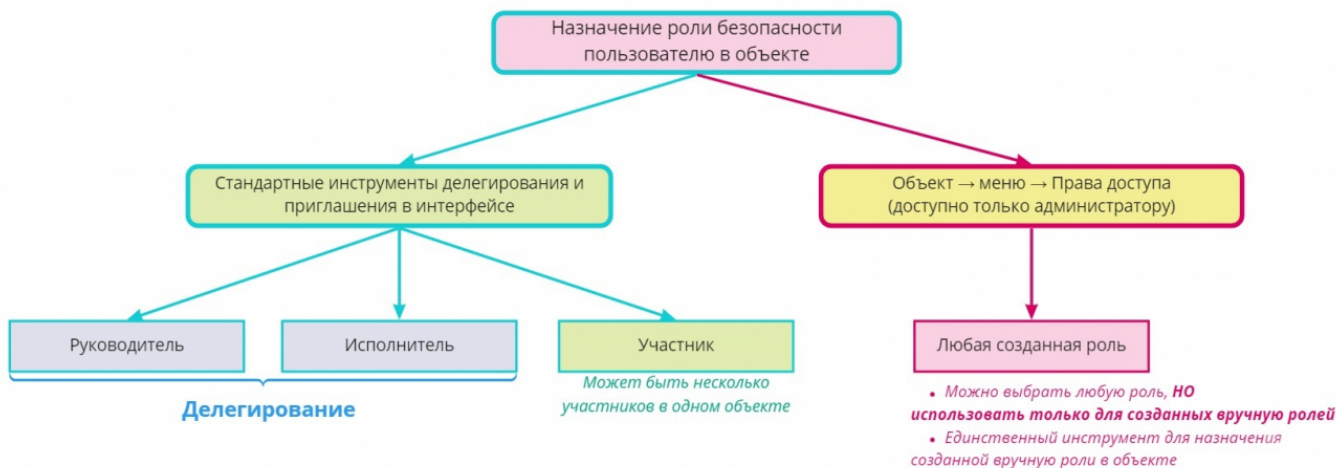 Назначение роли безопасности
пользователю в объекте
Стандартные инструменты делегирования и
приглашения в интерфейсе
Объект → меню → Права доступа
(доступно только администратору)
Руководитель
Исполнитель
Участник
Любая созданная роль
Делегирование
Может быть несколько
участников в одном объекте
• Можно выбрать любую роль, НО
использовать только для созданных вручную ролей
• Единственный инструмент для назначения
созданной вручную роли в объекте